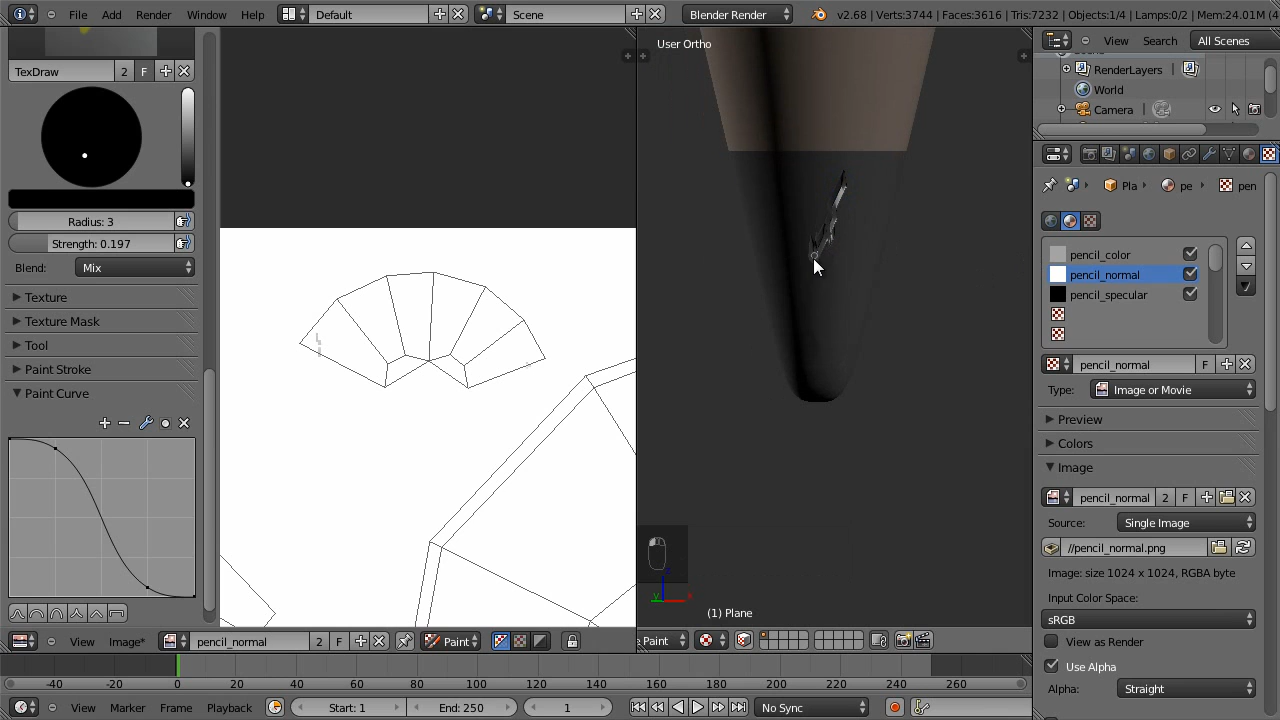 File Add Render Window Help Default Scene Blender Render v2.68 | Verts:3744 | Faces:3616 | Tris:7232 | Objects:1/4 | Lamps:0/2 | Mem:24.01M (4
TexDraw 2 F
Radius: 3
Strength: 0.197
Blend: Mix
Texture
Texture Mask
Tool
Paint Stroke
Paint Curve
View Image* pencil_normal 2 F Paint
User Ortho
(1) Plane
Paint
View Search All Scenes
RenderLayers
World
Camera
Pla pe pen
pencil_color
pencil_normal
pencil_specular
pencil_normal F
Type: Image or Movie
Preview
Colors
Image
pencil_normal 2 F
Source: Single Image
//pencil_normal.png
Image: size 1024 x 1024, RGBA byte
Input Color Space:
sRGB
View as Render
Use Alpha
Alpha: Straight
-40 -20 0 20 40 60 80 100 120 140 160 180 200 220 240 260
View Marker Frame Playback Start: 1 End: 250 1 No Sync